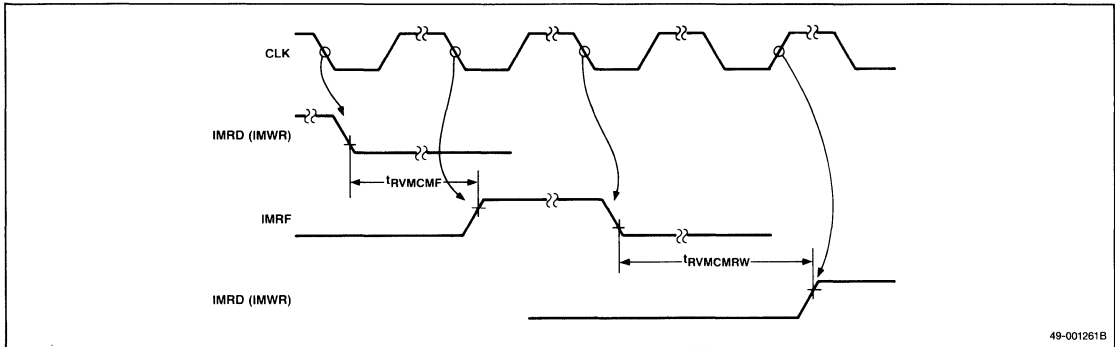 CLK
IMRD (IMWR)
tRVMCMF
IMRF
tRVMCMRW
IMRD (IMWR)
49-001261B